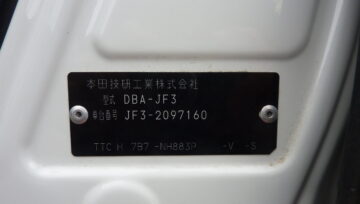 本田技研工業株式会社
型式 DBA-JF3
車台番号 JF3-2097160
TTC H 7B7 -NH883P -V -S